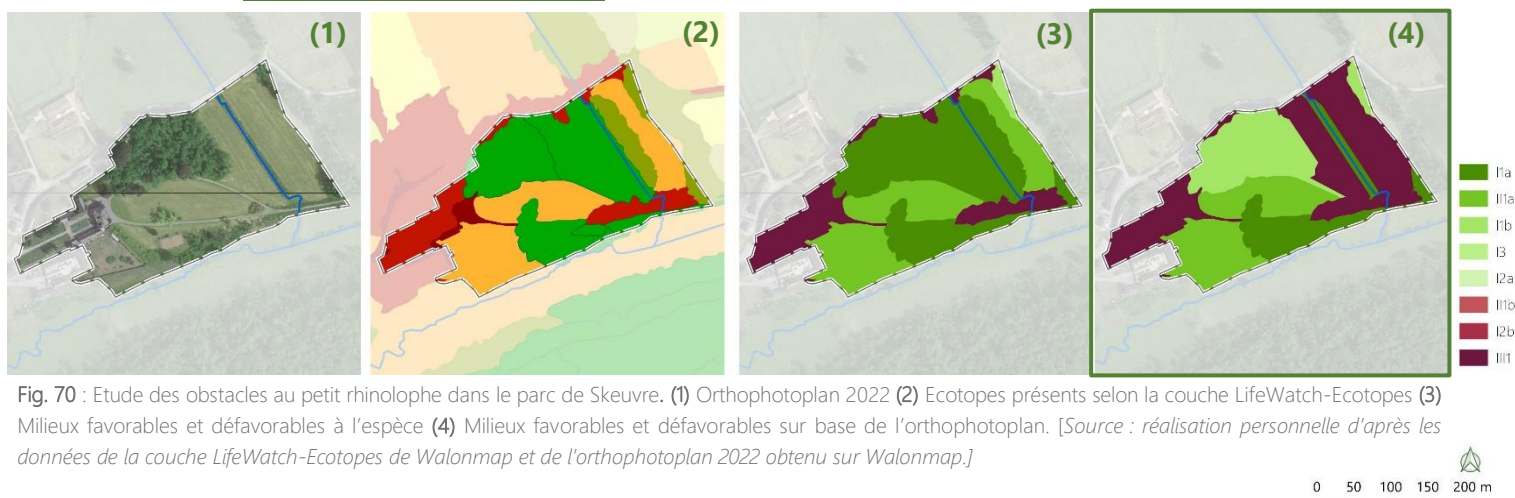 (1) (2) (3) (4)
I1a
II1a
I1b
I3
I2a
II1b
I2b
III1
Fig. 70 : Etude des obstacles au petit rhinolophe dans le parc de Skeuvre. (1) Orthophotoplan 2022 (2) Ecotopes présents selon la couche LifeWatch-Ecotopes (3)
Milieux favorables et défavorables à l'espèce (4) Milieux favorables et défavorables sur base de l'orthophotoplan. [Source : réalisation personnelle d'après les
données de la couche LifeWatch-Ecotopes de Walonmap et de l'orthophotoplan 2022 obtenu sur Walonmap.]
0 50 100 150 200 m